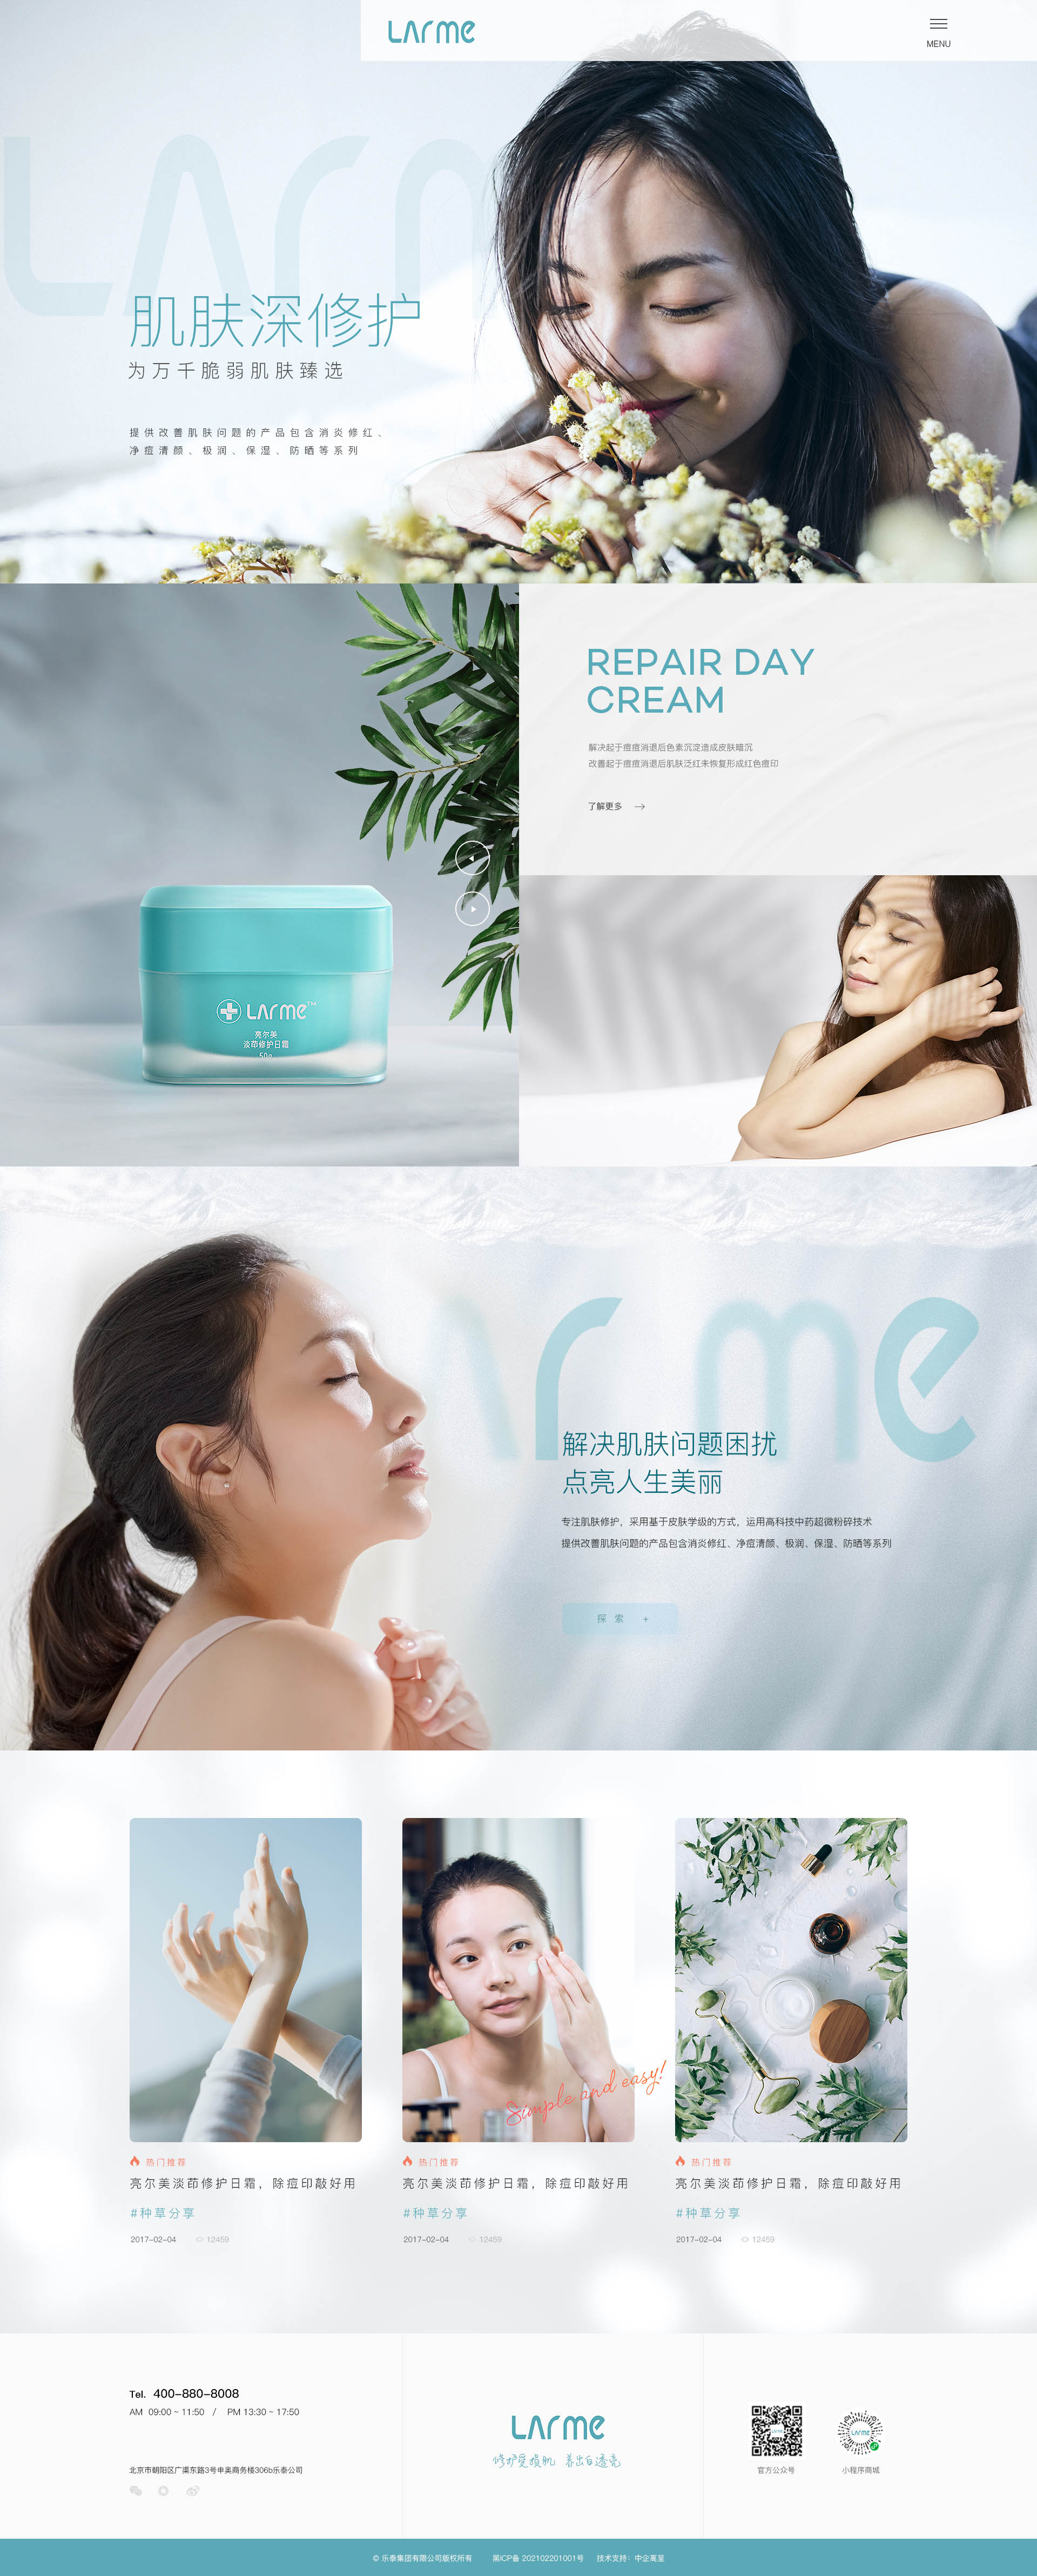 Larme
MENU
Larm
肌肤深修护
为万千脆弱肌肤臻选
提供改善肌肤问题的产品包含消炎修红、
净痘清颜、极润、保湿、防晒等系列
REPAIR DAY
CREAM
解决起于痘痘消退后色素沉淀造成皮肤暗沉
改善起于痘痘消退后肌肤泛红未恢复形成红色痘印
了解更多
Larme™
亮尔美
淡茚修护日霜
50g
Larme
解决肌肤问题困扰
点亮人生美丽
专注肌肤修护，采用基于皮肤学级的方式，运用高科技中药超微粉碎技术
提供改善肌肤问题的产品包含消炎修红、净痘清颜、极润、保湿、防晒等系列
探索 +
Simple and easy!
热门推荐
亮尔美淡茚修护日霜，除痘印敲好用
#种草分享
2017-02-04 12459
热门推荐
亮尔美淡茚修护日霜，除痘印敲好用
#种草分享
2017-02-04 12459
热门推荐
亮尔美淡茚修护日霜，除痘印敲好用
#种草分享
2017-02-04 12459
Tel. 400-880-8008
AM 09:00 ~ 11:50 / PM 13:30 ~ 17:50
北京市朝阳区广渠东路3号申奥商务楼306b乐泰公司
Larme
修护受损肌 养出白透亮
官方公众号
小程序商城
© 乐泰集团有限公司版权所有 黑ICP备 202102201001号 技术支持：中企高呈